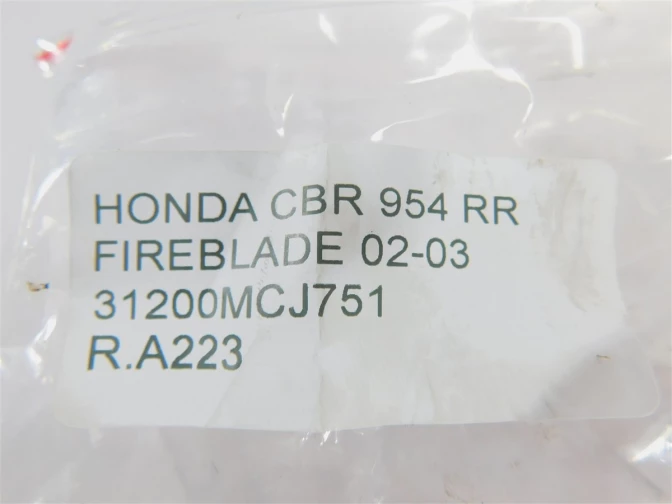 HONDA CBR 954 RR
FIREBLADE 02-03
31200MCJ751
R.A223